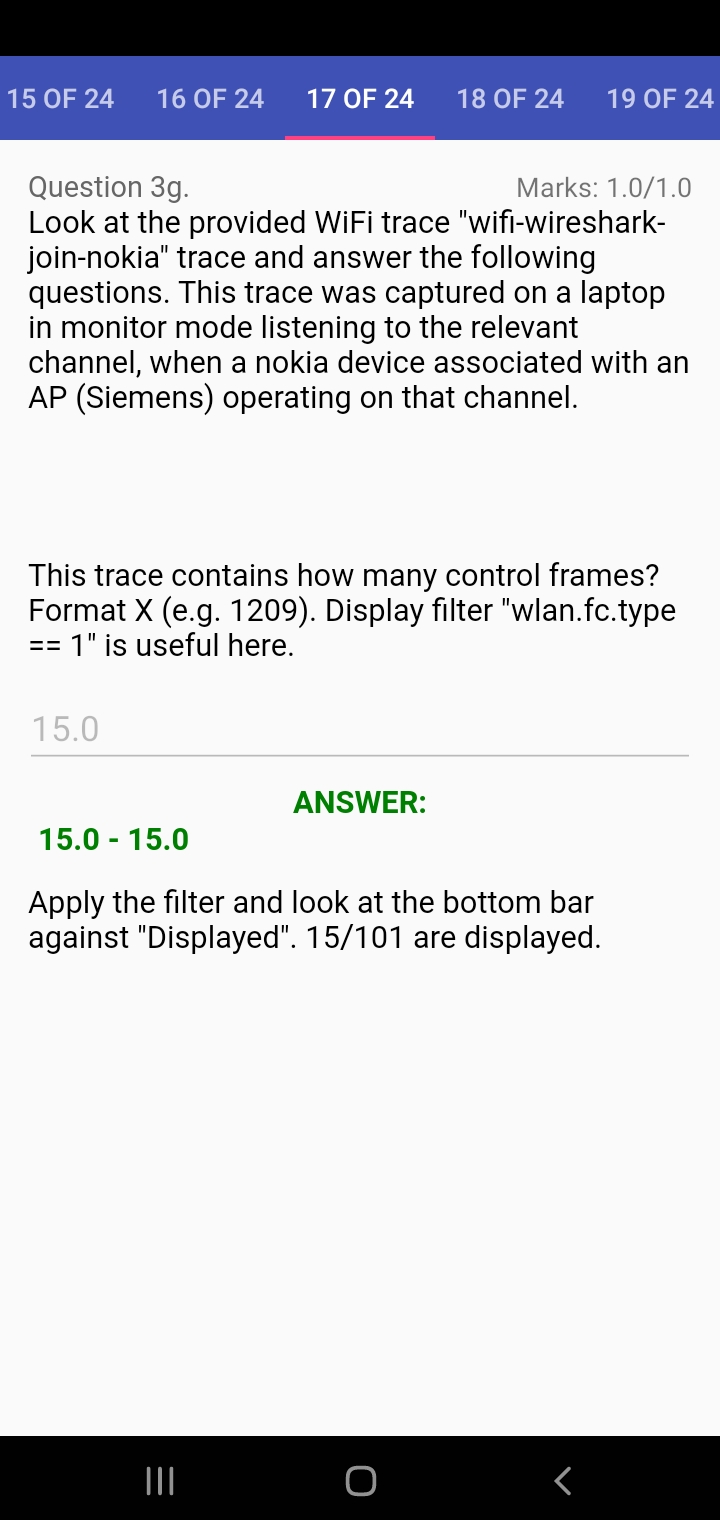 15 OF 24 16 OF 24 17 OF 24 18 OF 24 19 OF 24
Question 3g. Marks: 1.0/1.0
Look at the provided WiFi trace "wifi-wireshark-
join-nokia" trace and answer the following
questions. This trace was captured on a laptop
in monitor mode listening to the relevant
channel, when a nokia device associated with an
AP (Siemens) operating on that channel.
This trace contains how many control frames?
Format X (e.g. 1209). Display filter "wlan.fc.type
== 1" is useful here.
15.0
ANSWER:
15.0 - 15.0
Apply the filter and look at the bottom bar
against "Displayed". 15/101 are displayed.